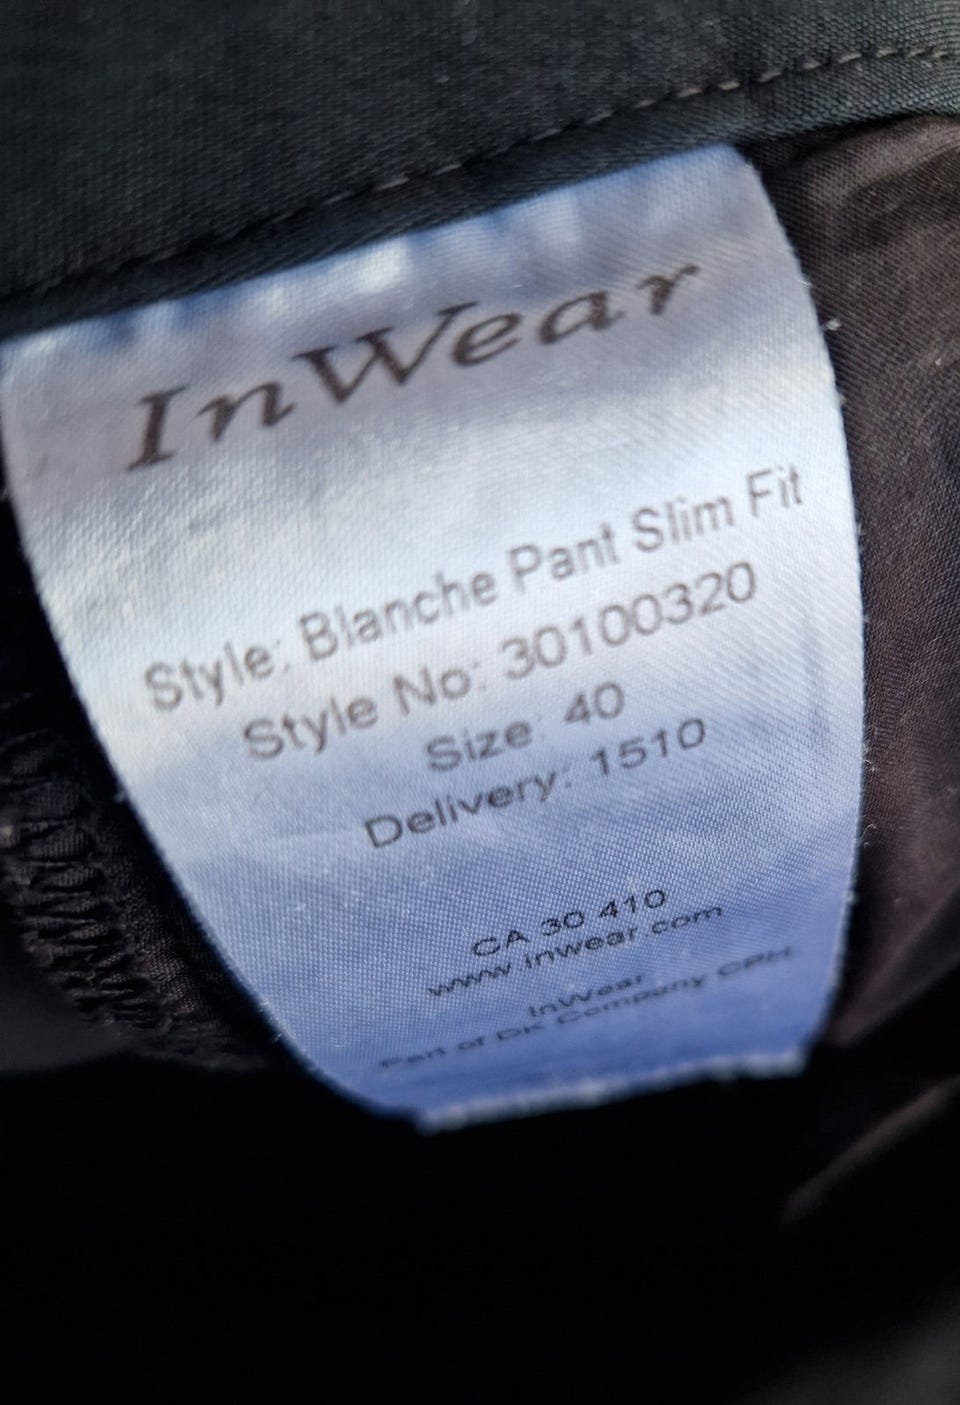 InWear
Style: Blanche Pant Slim Fit
Style No: 30100320
Size: 40
Delivery: 1510
CA 30 410
www.inwear.com
InWear
Part of DK Company CPH